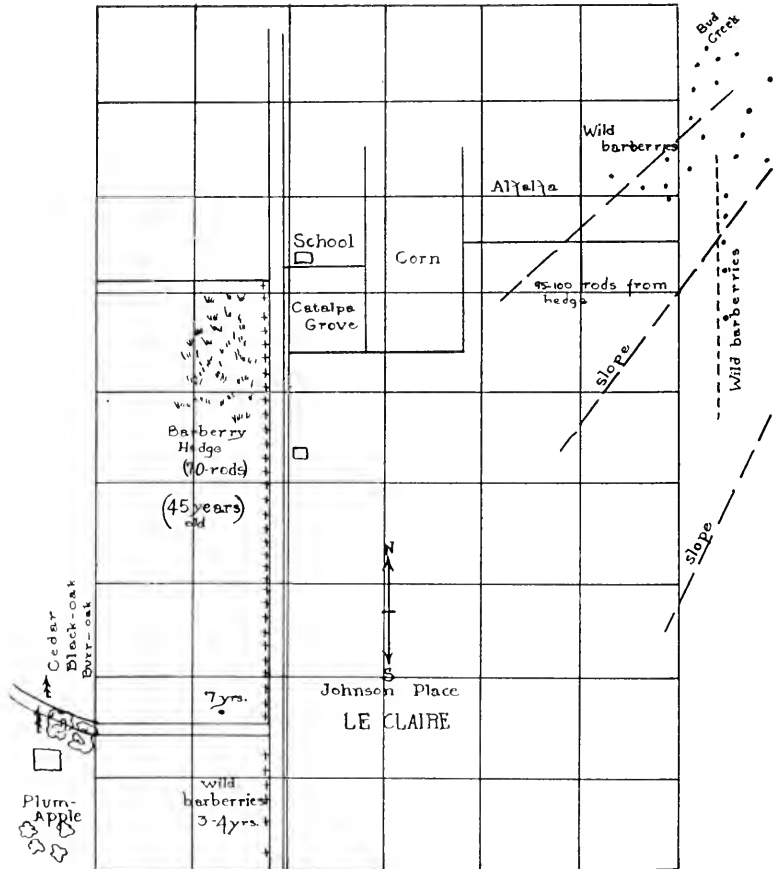 Bud
Creek
Wild
barberries
Alfalfa
School
Corn
95-100 rods from
hedge
Catalpa
Grove
Wild barberries
slope
Barberry
Hedge
(70-rods)
(45 years)
old
slope
N
S
Cedar
Black-oak
Burr-oak
7 yrs.
Johnson Place
LE CLAIRE
wild
barberries
3-4 yrs.
Plum-
Apple